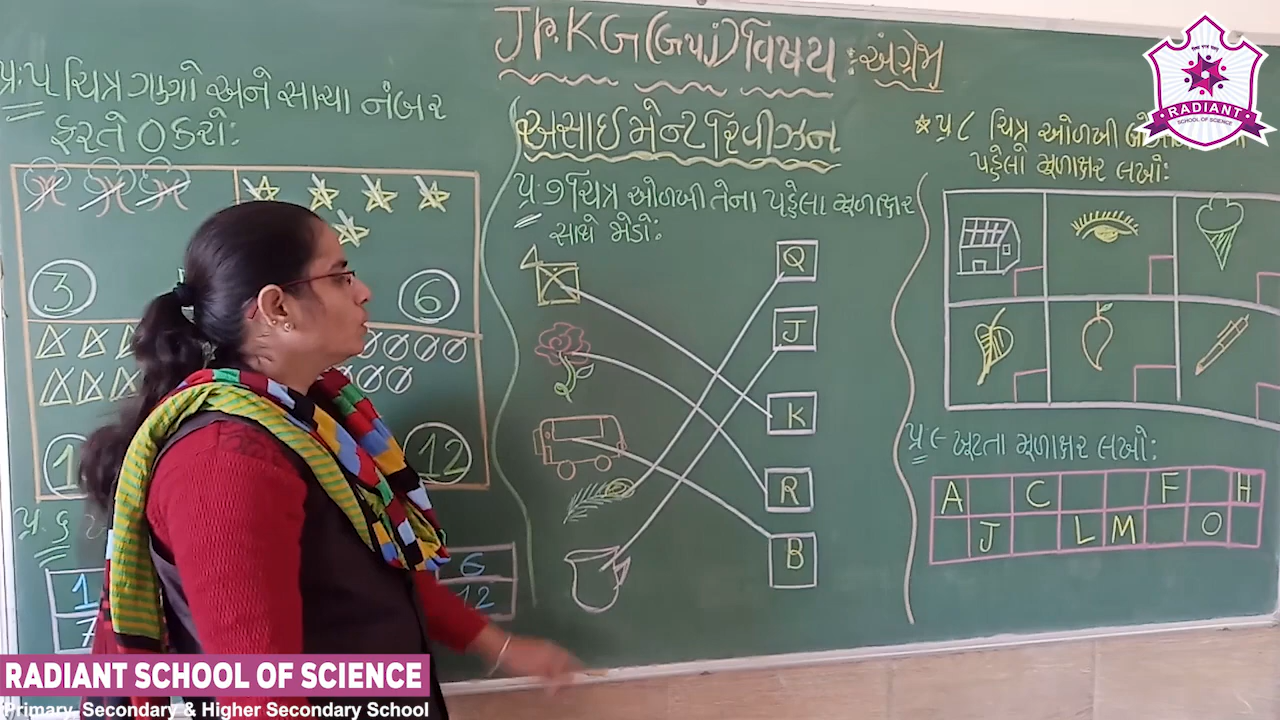 Jr.KG (ગુજ) વિષય : અંગ્રેજી
અસાઈમેન્ટ રિવીઝન
પ્ર.૫ ચિત્ર ગણો અને સાચા નંબર
ફરતે O કરો:
3
6
12
પ્ર.૬
1
6
7
12
પ્ર.૭ ચિત્ર ઓળખી તેના પહેલા મૂળાક્ષર
સાથે જોડો:
Q
J
K
R
B
* પ્ર ૮ ચિત્ર ઓળખી
પહેલો મૂળાક્ષર લખો:
પ્ર ૯ ખૂટતા મૂળાક્ષર લખો:
A C F H
J L M O
RADIANT
SCHOOL OF SCIENCE
RADIANT SCHOOL OF SCIENCE
Primary, Secondary & Higher Secondary School